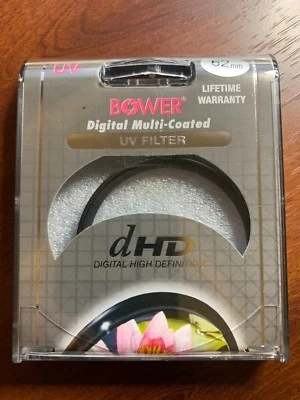 UV
62mm
BOWER®
LIFETIME
WARRANTY
Digital Multi-Coated
UV FILTER
dHD
DIGITAL HIGH DEFINITION